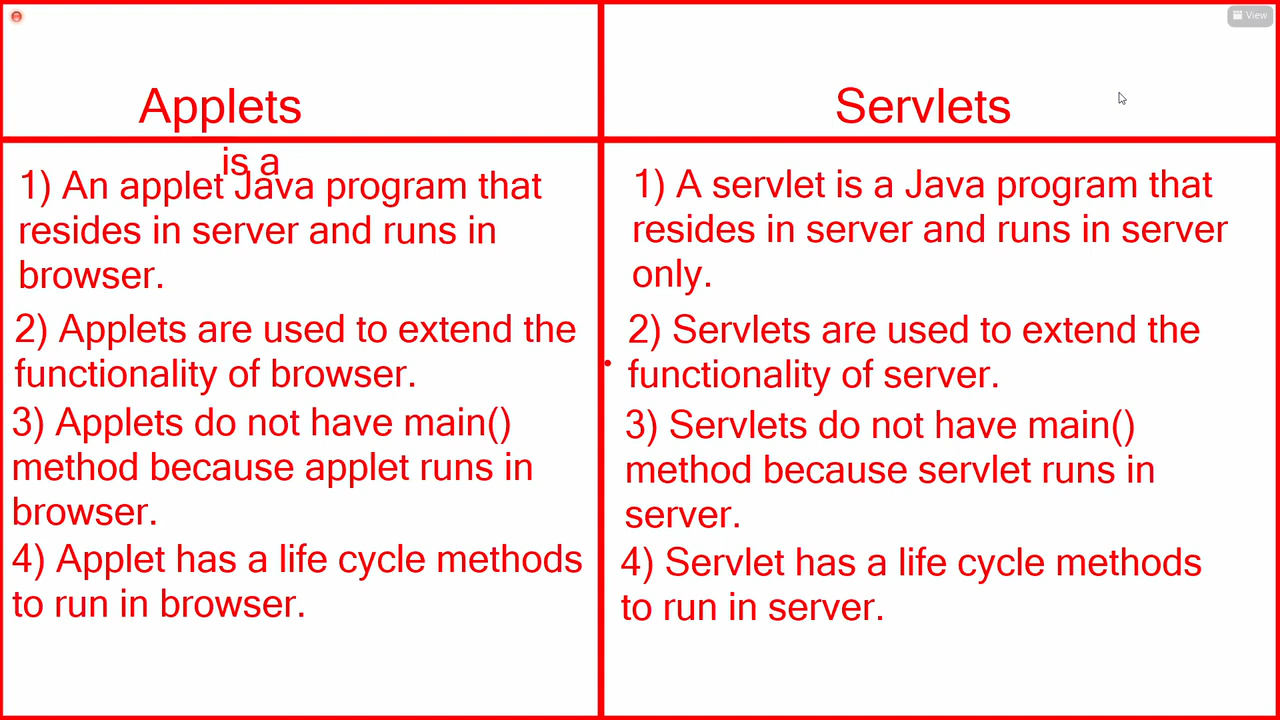 View
Applets
Servlets
is a
1) An applet Java program that
resides in server and runs in
browser.
2) Applets are used to extend the
functionality of browser.
3) Applets do not have main()
method because applet runs in
browser.
4) Applet has a life cycle methods
to run in browser.
1) A servlet is a Java program that
resides in server and runs in server
only.
2) Servlets are used to extend the
functionality of server.
3) Servlets do not have main()
method because servlet runs in
server.
4) Servlet has a life cycle methods
to run in server.